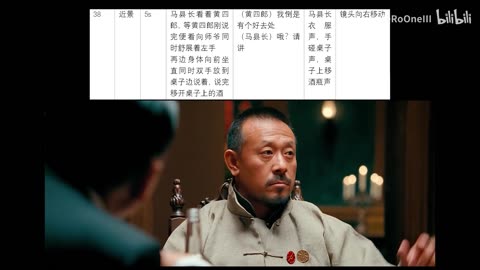 RoOneIII bilibili
38 近景 5s 马县长看着黄四 (黄四郎)我倒是 马县长 镜头向右移动
郎,等黄四郎刚说 有个好去处 衣服
完便看向师爷同 (马县长)哦?请 声,手
时舒展着左手 讲 碰桌子
再边身体向前坐 声,桌
直同时双手放到 子上移
桌子边说着,说完 酒瓶声
移开桌子上的酒